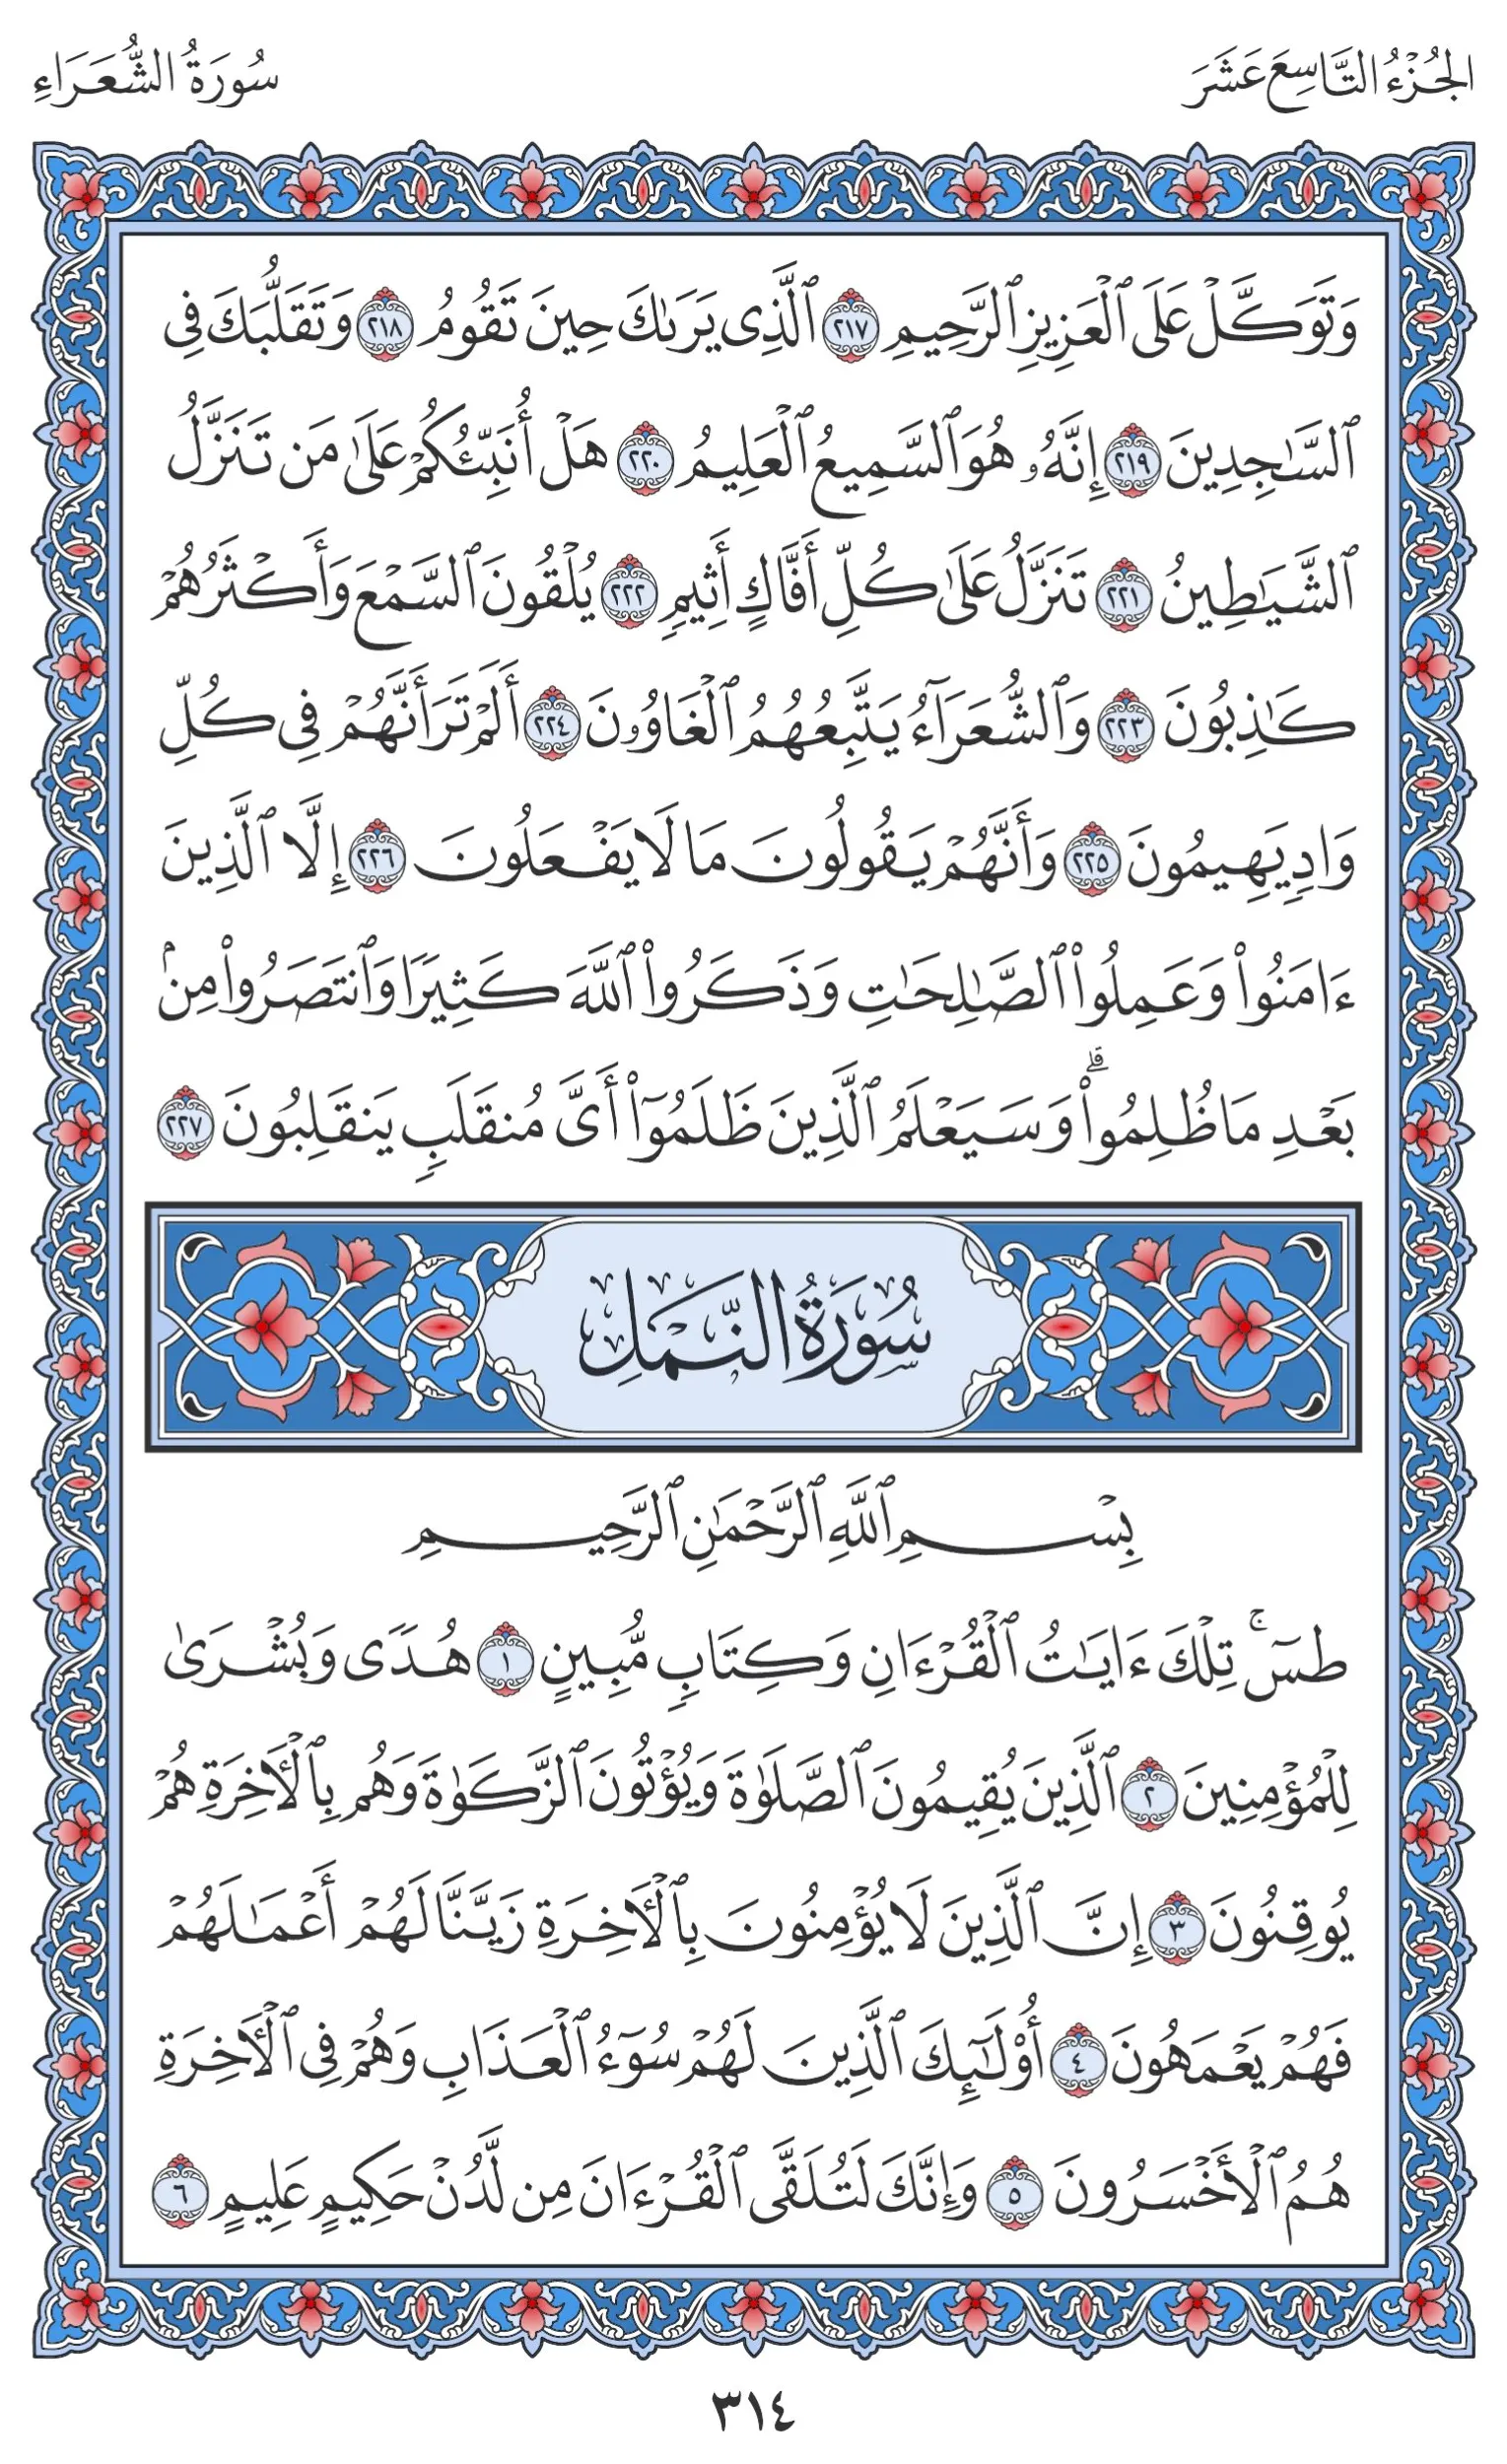 الجُزْءُ التَّاسِعَ عَشَرَ
سُورَةُ الشُّعَرَاءِ
وَتَوَكَّلْ عَلَى ٱلْعَزِيزِ ٱلرَّحِيمِ ٢١٧ ٱلَّذِى يَرَىٰكَ حِينَ تَقُومُ ٢١٨ وَتَقَلُّبَكَ فِى
ٱلسَّٰجِدِينَ ٢١٩ إِنَّهُۥ هُوَ ٱلسَّمِيعُ ٱلْعَلِيمُ ٢٢٠ هَلْ أُنَبِّئُكُمْ عَلَىٰ مَن تَنَزَّلُ
ٱلشَّيَٰطِينُ ٢٢١ تَنَزَّلُ عَلَىٰ كُلِّ أَفَّاكٍ أَثِيمٍ ٢٢٢ يُلْقُونَ ٱلسَّمْعَ وَأَكْثَرُهُمْ
كَٰذِبُونَ ٢٢٣ وَٱلشُّعَرَآءُ يَتَّبِعُهُمُ ٱلْغَاوُۥنَ ٢٢٤ أَلَمْ تَرَ أَنَّهُمْ فِى كُلِّ
وَادٍ يَهِيمُونَ ٢٢٥ وَأَنَّهُمْ يَقُولُونَ مَا لَا يَفْعَلُونَ ٢٢٦ إِلَّا ٱلَّذِينَ
ءَامَنُوا۟ وَعَمِلُوا۟ ٱلصَّٰلِحَٰتِ وَذَكَرُوا۟ ٱللَّهَ كَثِيرًا وَٱنتَصَرُوا۟ مِنۢ
بَعْدِ مَا ظُلِمُوا۟ ۗ وَسَيَعْلَمُ ٱلَّذِينَ ظَلَمُوٓا۟ أَىَّ مُنقَلَبٍ يَنقَلِبُونَ ٢٢٧
سُورَةُ النَّمْلِ
بِسْمِ ٱللَّهِ ٱلرَّحْمَٰنِ ٱلرَّحِيمِ
طسٓ ۚ تِلْكَ ءَايَٰتُ ٱلْقُرْءَانِ وَكِتَابٍ مُّبِينٍ ١ هُدًى وَبُشْرَىٰ
لِلْمُؤْمِنِينَ ٢ ٱلَّذِينَ يُقِيمُونَ ٱلصَّلَوٰةَ وَيُؤْتُونَ ٱلزَّكَوٰةَ وَهُم بِٱلْأَخِرَةِ هُمْ
يُوقِنُونَ ٣ إِنَّ ٱلَّذِينَ لَا يُؤْمِنُونَ بِٱلْأَخِرَةِ زَيَّنَّا لَهُمْ أَعْمَٰلَهُمْ
فَهُمْ يَعْمَهُونَ ٤ أُو۟لَٰٓئِكَ ٱلَّذِينَ لَهُمْ سُوٓءُ ٱلْعَذَابِ وَهُمْ فِى ٱلْأَخِرَةِ
هُمُ ٱلْأَخْسَرُونَ ٥ وَإِنَّكَ لَتُلَقَّى ٱلْقُرْءَانَ مِن لَّدُنْ حَكِيمٍ عَلِيمٍ ٦
٣١٤